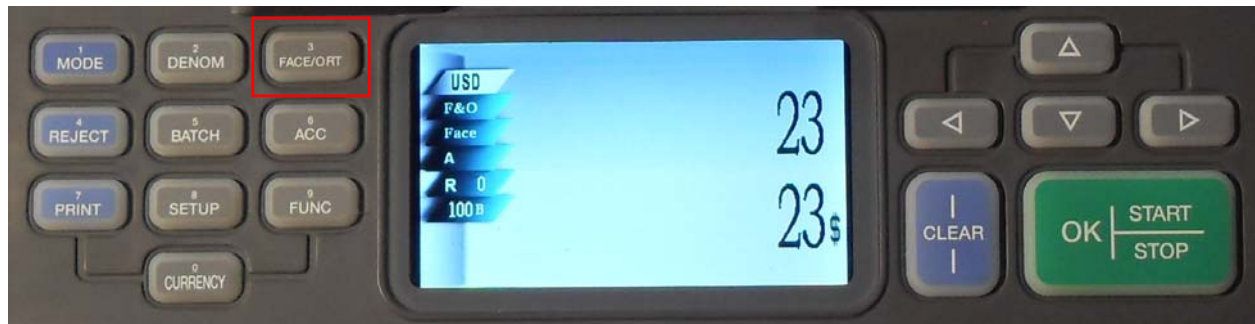 1
MODE
2
DENOM
3
FACE/ORT
4
REJECT
5
BATCH
6
ACC
7
PRINT
8
SETUP
9
FUNC
0
CURRENCY
USD
F&O
Face
A
R 0
100 B
23
23$
CLEAR
OK START
STOP